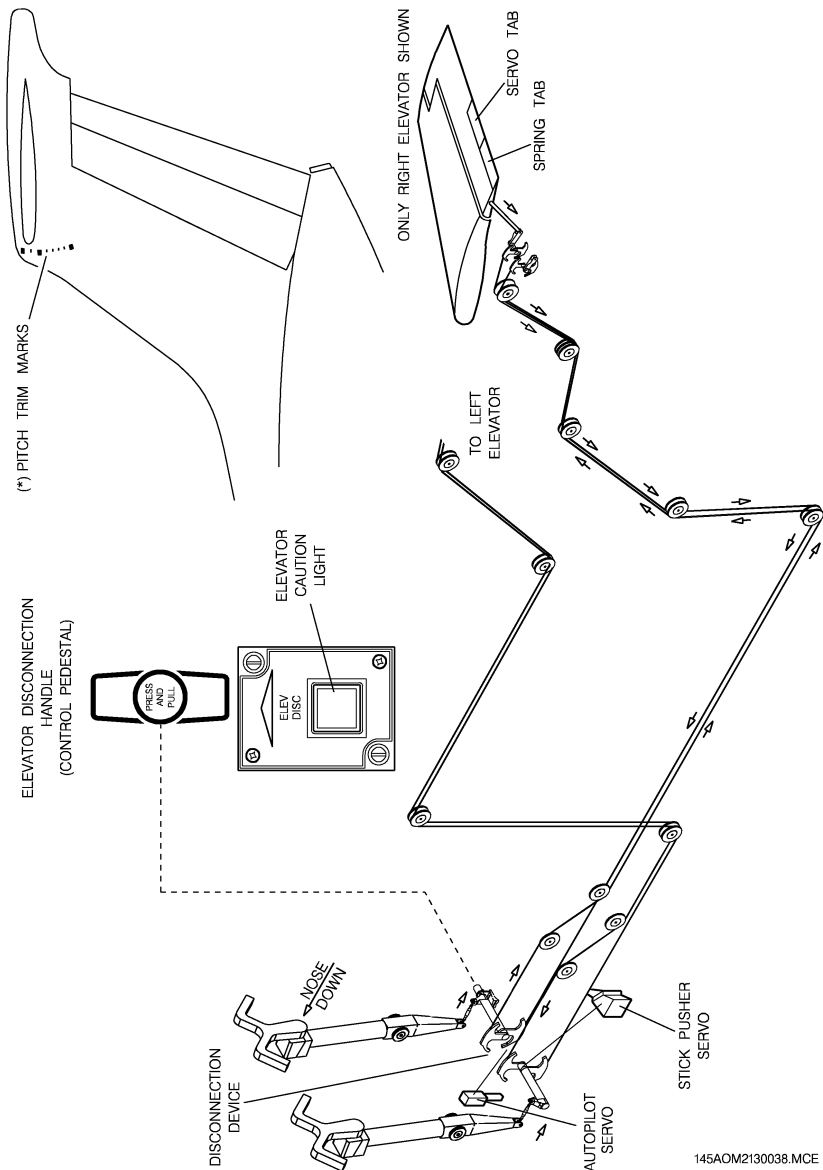 (*) PITCH TRIM MARKS
ONLY RIGHT ELEVATOR SHOWN
SERVO TAB
SPRING TAB
TO LEFT
ELEVATOR
ELEVATOR DISCONNECTION
HANDLE
(CONTROL PEDESTAL)
PRESS
AND
PULL
ELEV
DISC
ELEVATOR
CAUTION
LIGHT
NOSE
DOWN
DISCONNECTION
DEVICE
AUTOPILOT
SERVO
STICK PUSHER
SERVO
145AOM2130038.MCE